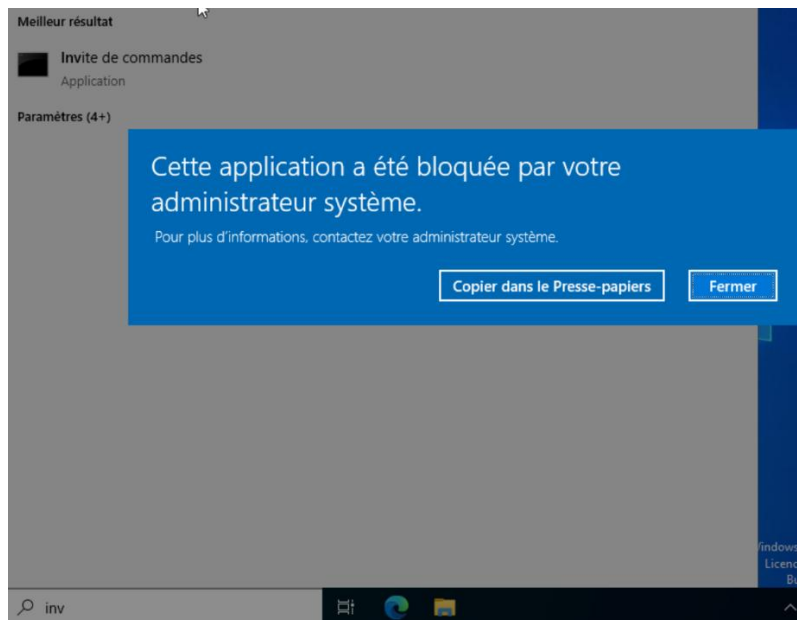 Meilleur résultat
Invite de commandes
Application
Paramètres (4+)
Cette application a été bloquée par votre
administrateur système.
Pour plus d'informations, contactez votre administrateur système.
Copier dans le Presse-papiers
Fermer
inv